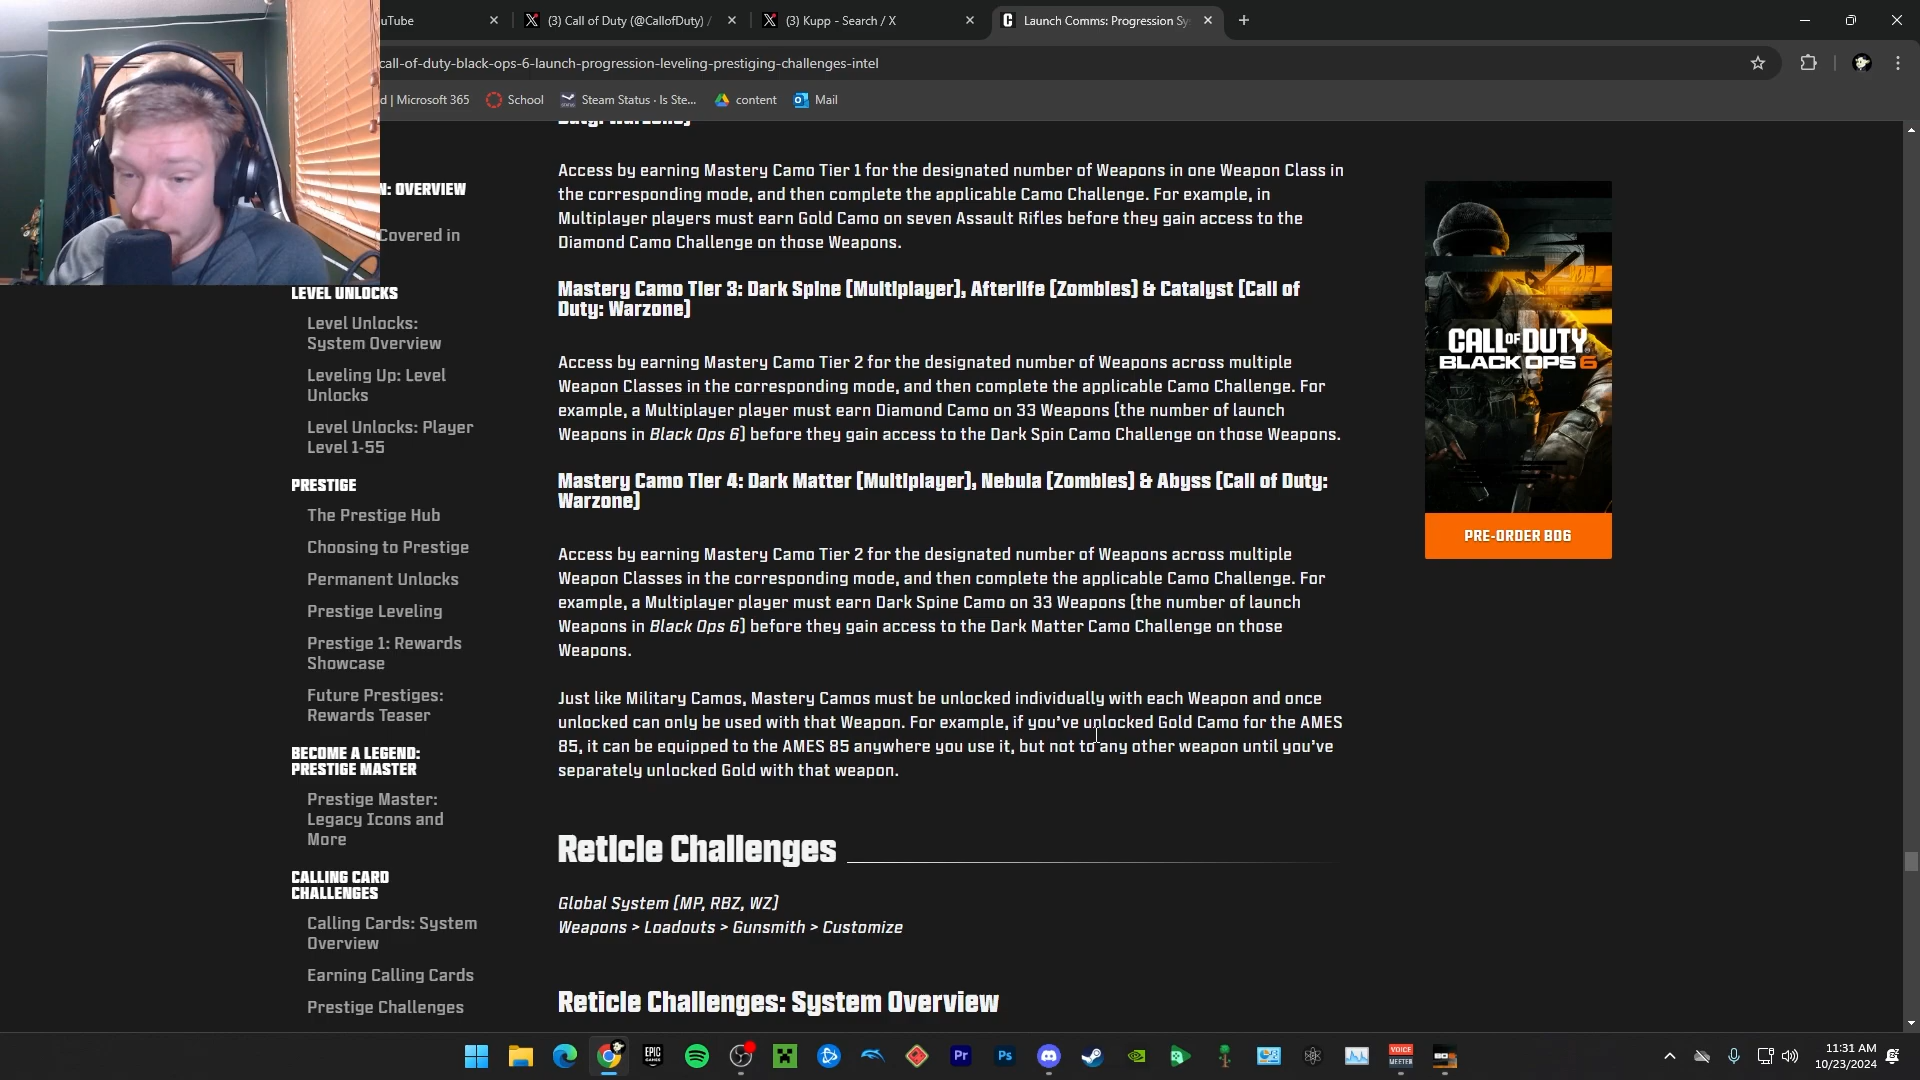 ouTube
(3) Call of Duty (@CallofDuty) /
(3) Kupp - Search / X
Launch Comms: Progression Sy
call-of-duty-black-ops-6-launch-progression-leveling-prestiging-challenges-intel
d | Microsoft 365
School
Steam Status · Is Ste...
content
Mail
Duty: Warzone)
Access by earning Mastery Camo Tier 1 for the designated number of Weapons in one Weapon Class in
the corresponding mode, and then complete the applicable Camo Challenge. For example, in
Multiplayer players must earn Gold Camo on seven Assault Rifles before they gain access to the
Diamond Camo Challenge on those Weapons.
Mastery Camo Tier 3: Dark Spine (Multiplayer), Afterlife (Zombies) & Catalyst (Call of
Duty: Warzone)
Access by earning Mastery Camo Tier 2 for the designated number of Weapons across multiple
Weapon Classes in the corresponding mode, and then complete the applicable Camo Challenge. For
example, a Multiplayer player must earn Diamond Camo on 33 Weapons (the number of launch
Weapons in Black Ops 6) before they gain access to the Dark Spin Camo Challenge on those Weapons.
Mastery Camo Tier 4: Dark Matter (Multiplayer), Nebula (Zombies) & Abyss (Call of Duty:
Warzone)
Access by earning Mastery Camo Tier 2 for the designated number of Weapons across multiple
Weapon Classes in the corresponding mode, and then complete the applicable Camo Challenge. For
example, a Multiplayer player must earn Dark Spine Camo on 33 Weapons (the number of launch
Weapons in Black Ops 6) before they gain access to the Dark Matter Camo Challenge on those
Weapons.
Just like Military Camos, Mastery Camos must be unlocked individually with each Weapon and once
unlocked can only be used with that Weapon. For example, if you've unlocked Gold Camo for the AMES
85, it can be equipped to the AMES 85 anywhere you use it, but not to any other weapon until you've
separately unlocked Gold with that weapon.
Reticle Challenges
Global System (MP, RBZ, WZ)
Weapons > Loadouts > Gunsmith > Customize
Reticle Challenges: System Overview
N: OVERVIEW
Covered in
LEVEL UNLOCKS
Level Unlocks:
System Overview
Leveling Up: Level
Unlocks
Level Unlocks: Player
Level 1-55
PRESTIGE
The Prestige Hub
Choosing to Prestige
Permanent Unlocks
Prestige Leveling
Prestige 1: Rewards
Showcase
Future Prestiges:
Rewards Teaser
BECOME A LEGEND:
PRESTIGE MASTER
Prestige Master:
Legacy Icons and
More
CALLING CARD
CHALLENGES
Calling Cards: System
Overview
Earning Calling Cards
Prestige Challenges
CALL OF DUTY
BLACK OPS 6
PRE-ORDER BO6
EPIC
GAMES
Pr
Ps
VOICE
MEETER
BO6
11:31 AM
10/23/2024